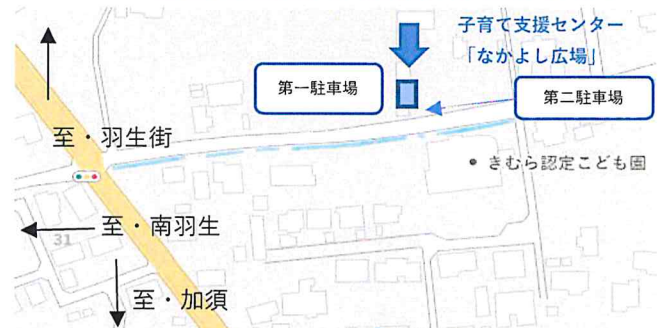 子育て支援センター
「なかよし広場」
第一駐車場
第二駐車場
至・羽生街
きむら認定こども園
至・南羽生
31
至・加須